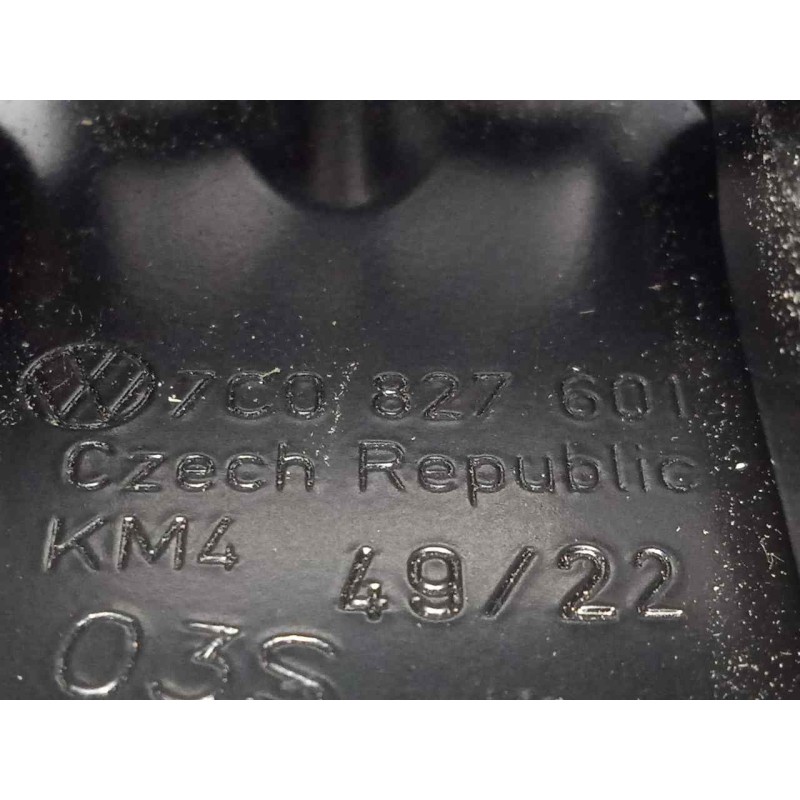 7C0 827 601
Czech Republic
KM4 49/22
03S